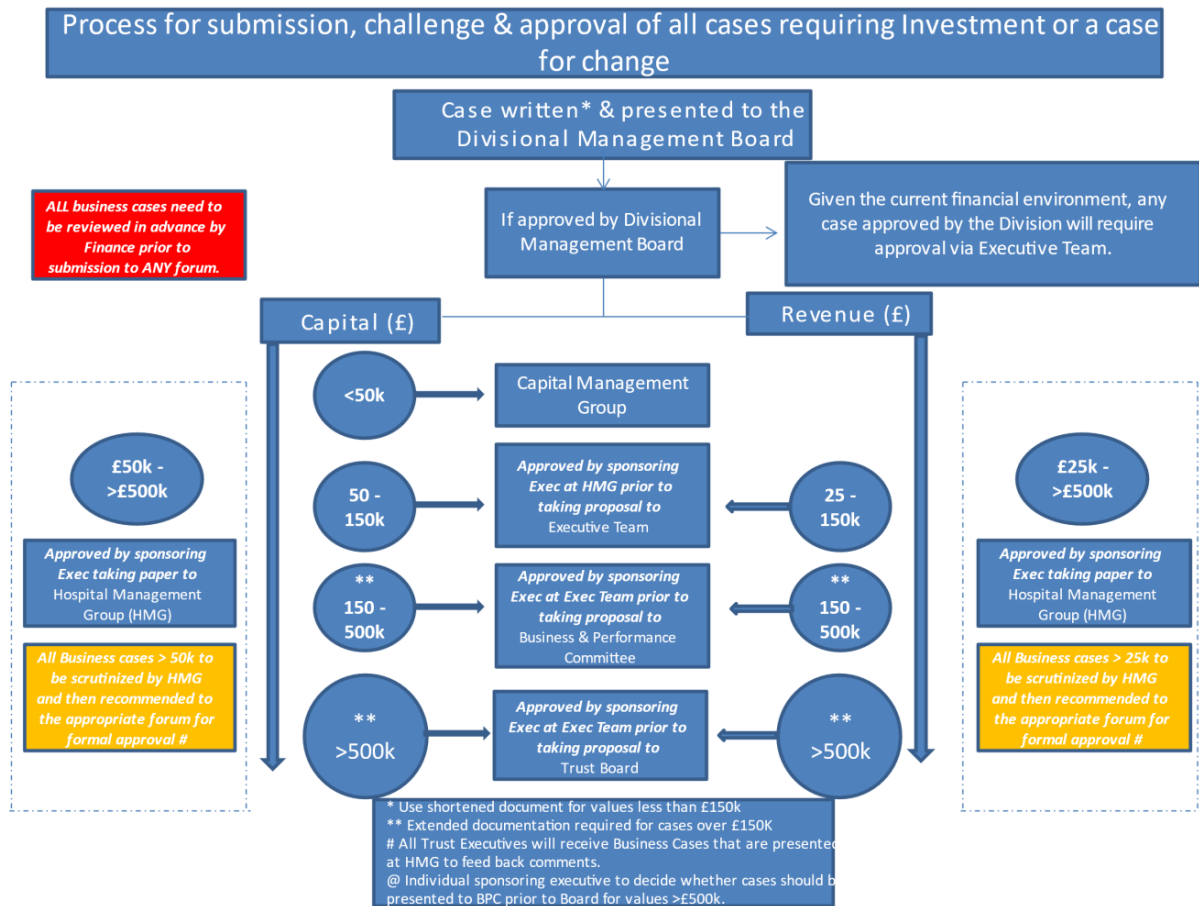 Process for submission, challenge & approval of all cases requiring Investment or a case
for change
Case written* & presented to the
Divisional Management Board
ALL business cases need to
be reviewed in advance by
Finance prior to
submission to ANY forum.
If approved by Divisional
Management Board
Given the current financial environment, any
case approved by the Division will require
approval via Executive Team.
Capital (£)
Revenue (£)
<50k
Capital Management
Group
£50k -
>£500k
50 -
150k
Approved by sponsoring
Exec at HMG prior to
taking proposal to
Executive Team
25 -
150k
£25k -
>£500k
Approved by sponsoring
Exec taking paper to
Hospital Management
Group (HMG)
**
150 -
500k
Approved by sponsoring
Exec at Exec Team prior to
taking proposal to
Business & Performance
Committee
**
150 -
500k
Approved by sponsoring
Exec taking paper to
Hospital Management
Group (HMG)
All Business cases > 50k to
be scrutinized by HMG
and then recommended to
the appropriate forum for
formal approval #
**
>500k
Approved by sponsoring
Exec at Exec Team prior to
taking proposal to
Trust Board
**
>500k
All Business cases > 25k to
be scrutinized by HMG
and then recommended to
the appropriate forum for
formal approval #
* Use shortened document for values less than £150k
** Extended documentation required for cases over £150K
# All Trust Executives will receive Business Cases that are presented
at HMG to feed back comments.
@ Individual sponsoring executive to decide whether cases should b
presented to BPC prior to Board for values >£500k.